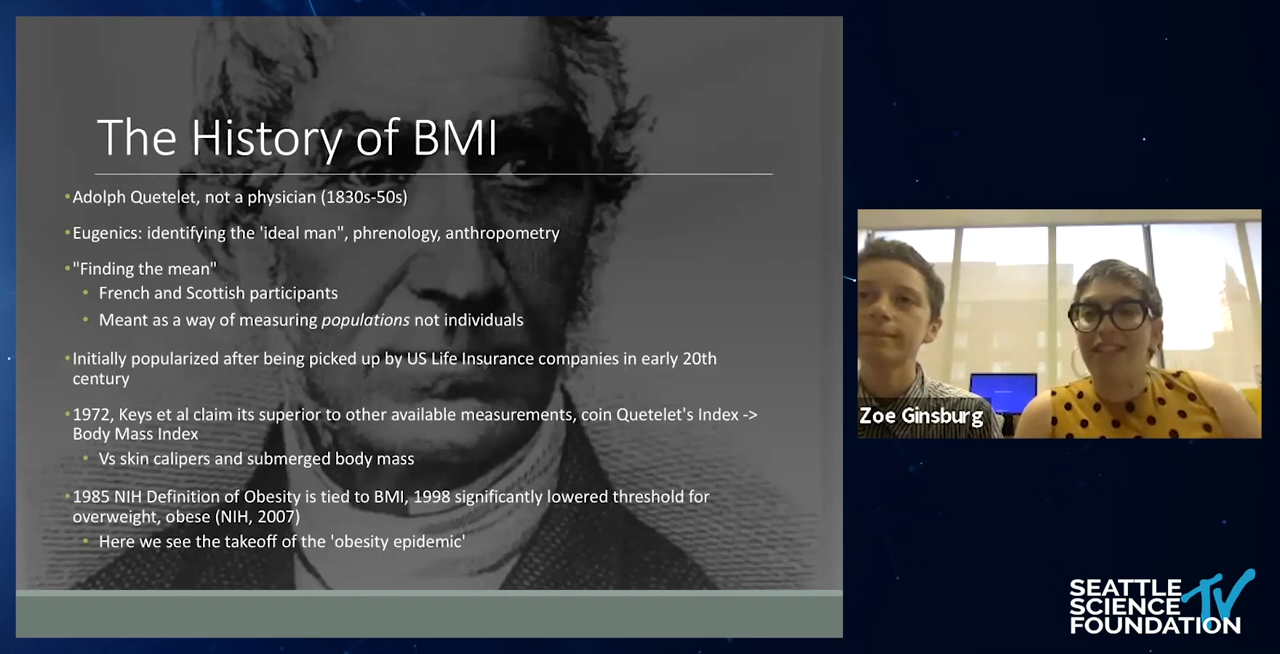 The History of BMI
•Adolph Quetelet, not a physician (1830s-50s)
•Eugenics: identifying the 'ideal man", phrenology, anthropometry
•"Finding the mean"
• French and Scottish participants
• Meant as a way of measuring populations not individuals
•Initially popularized after being picked up by US Life Insurance companies in early 20th
century
•1972, Keys et al claim its superior to other available measurements, coin Quetelet's Index ->
Body Mass Index
• Vs skin calipers and submerged body mass
•1985 NIH Definition of Obesity is tied to BMI, 1998 significantly lowered threshold for
overweight, obese (NIH, 2007)
• Here we see the takeoff of the 'obesity epidemic'
Zoe Ginsburg
SEATTLE
SCIENCE TV
FOUNDATION